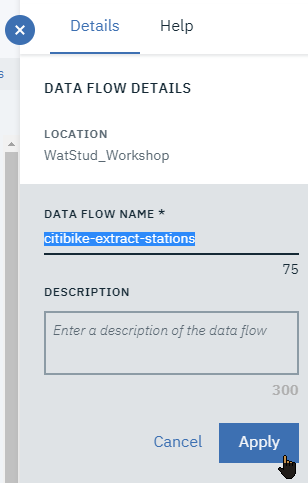 Details Help
DATA FLOW DETAILS
LOCATION
WatStud_Workshop
DATA FLOW NAME *
citibike-extract-stations
75
DESCRIPTION
Enter a description of the data flow
300
Cancel Apply